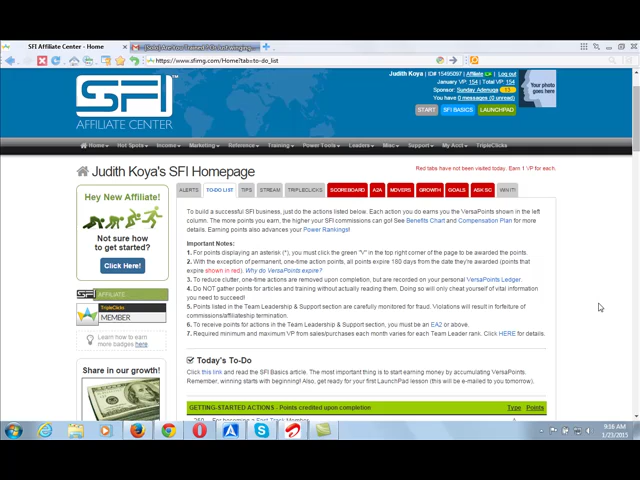 SFI Affiliate Center - Home
[Solo] Are You Trained? Or Just winging...
https://www.sfimg.com/Home?tab=to-do_list
SFI
AFFILIATE CENTER
Judith Koya | ID# 15495097 | Affiliate | Log out
January VP: 154 | Total VP: 154
Sponsor: Sunday Ademuga
You have 0 messages (0 unread)
Your photo goes here
START SFI BASICS LAUNCHPAD
Home Hot Spots Income Marketing Reference Training Power Tools Leaders Misc Support My Acct TripleClicks
Judith Koya's SFI Homepage
Red tabs have not been visited today. Earn 1 VP for each.
ALERTS TO-DO LIST TIPS STREAM TRIPLECLICKS SCOREBOARD A2A MOVERS GROWTH GOALS ASK SC WIN IT!
Hey New Affiliate!
Not sure how
to get started?
Click Here!
SFI AFFILIATE
TripleClicks
MEMBER
Learn how to earn
more badges here
Share in our growth!
To build a successful SFI business, just do the actions listed below. Each action you do earns you the VersaPoints shown in the left
column. The more points you earn, the higher your SFI commissions can go! See Benefits Chart and Compensation Plan for
more details. Earning points also advances your Power Rankings!
Important Notes:
1. For points displaying an asterisk (*), you must click the green "V" in the top right corner of the page to be awarded the points.
2. With the exception of permanent, one-time action points, all points expire 180 days from the date they're awarded (points that
expire shown in red). Why do VersaPoints expire?
3. To reduce clutter, one-time actions are removed upon completion, but are recorded on your personal VersaPoints Ledger.
4. Do NOT gather points for articles and training without actually reading them. Doing so will only cheat yourself of vital information
you need to succeed!
5. Points listed in the Team Leadership & Support section are carefully monitored for fraud. Violations will result in forfeiture of
commissions/affiliateship termination.
6. To receive points for actions in the Team Leadership & Support section, you must be an EA2 or above.
7. Required minimum and maximum VP from sales/purchases each month varies for each Team Leader rank. Click HERE for details.
Today's To-Do
Click this link and read the SFI Basics article. The most important thing is to start earning money by accumulating VersaPoints.
Remember, winning starts with beginning! Also, get ready for your first LaunchPad lesson (this will be e-mailed to you tomorrow).
GETTING-STARTED ACTIONS - Points credited upon completion Type Points
9:16 AM
1/23/2015